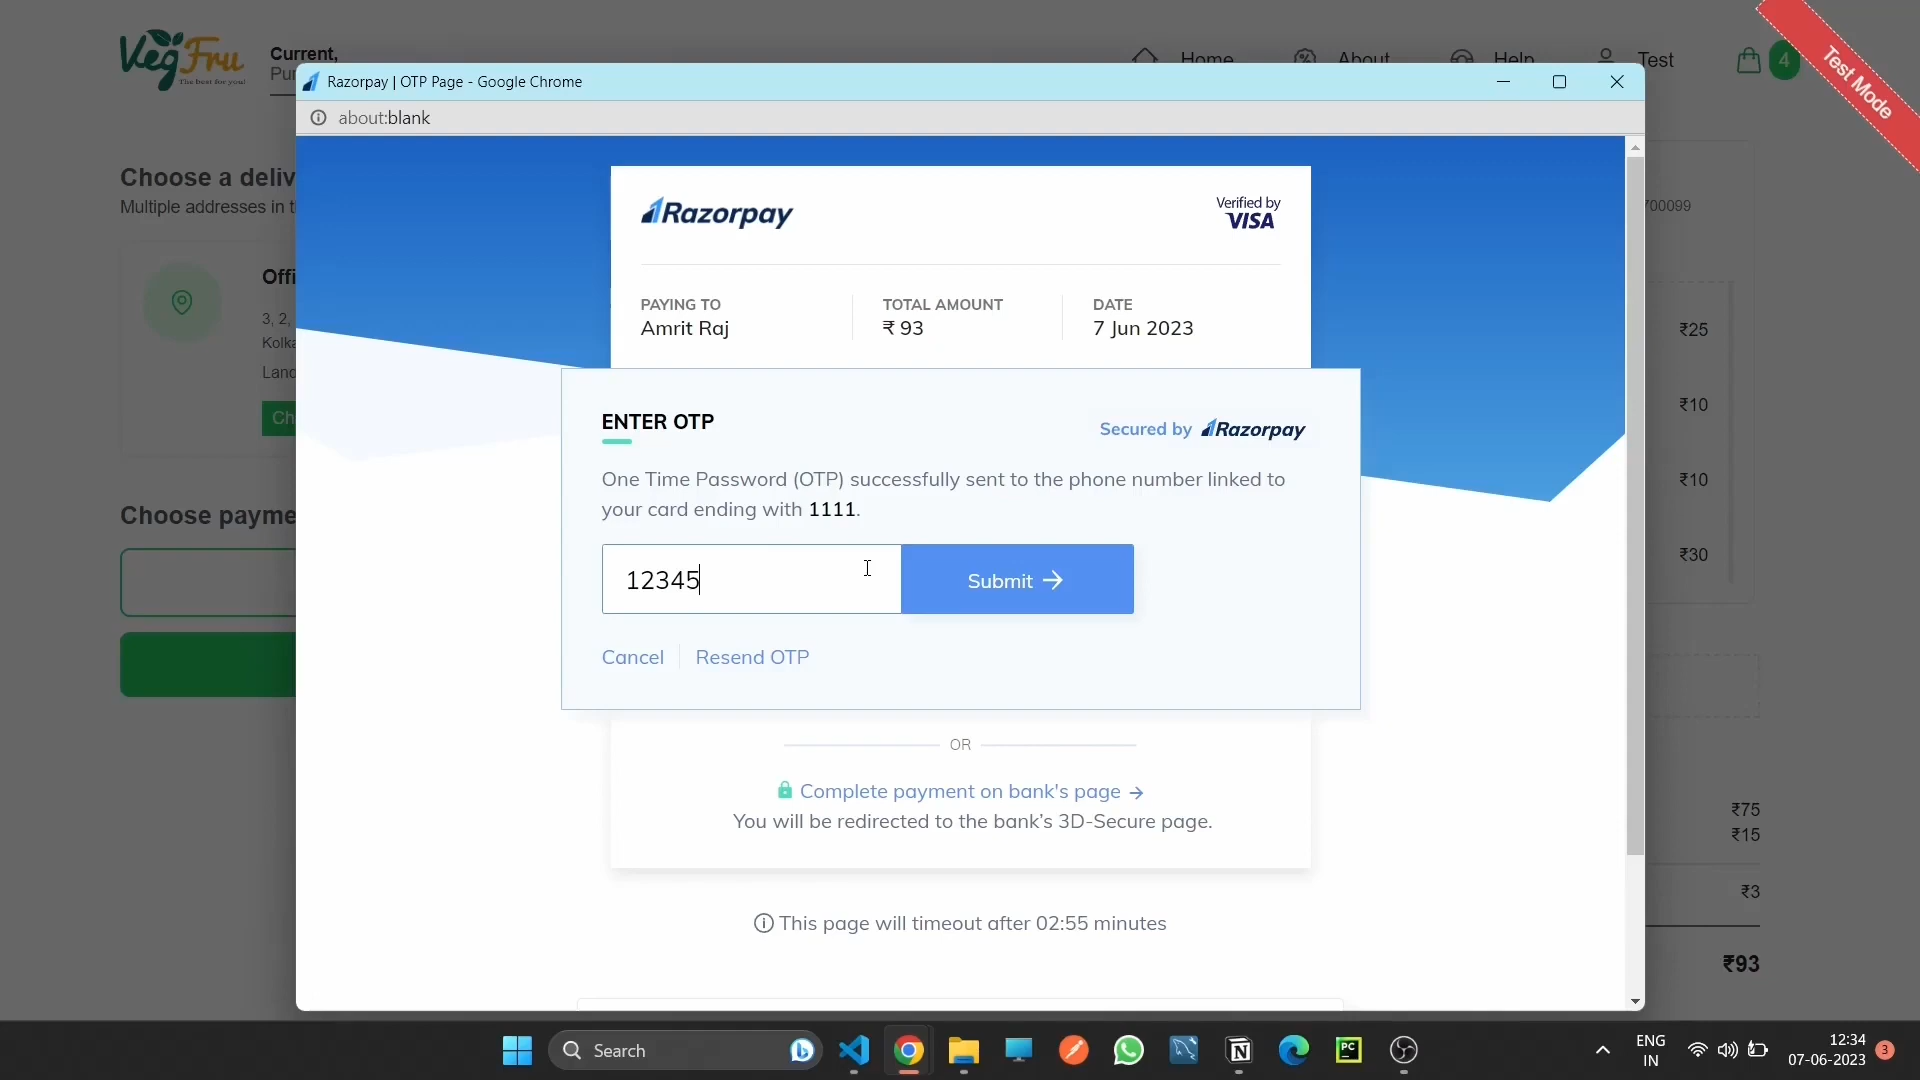 VegFru
The best for you!
Current,
Home
About
Help
Test
4
Test Mode
Razorpay | OTP Page - Google Chrome
about:blank
Choose a deliv
Multiple addresses in t
700099
Razorpay
Verified by
VISA
Offi
3, 2,
Kolka
Land
PAYING TO
Amrit Raj
TOTAL AMOUNT
₹ 93
DATE
7 Jun 2023
₹25
₹10
₹10
₹30
ENTER OTP
Secured by Razorpay
One Time Password (OTP) successfully sent to the phone number linked to
your card ending with 1111.
Choose payme
12345
Submit
Cancel
Resend OTP
OR
Complete payment on bank's page
You will be redirected to the bank’s 3D-Secure page.
₹75
₹15
₹3
This page will timeout after 02:55 minutes
₹93
Search
PC
ENG
IN
12:34
07-06-2023
3